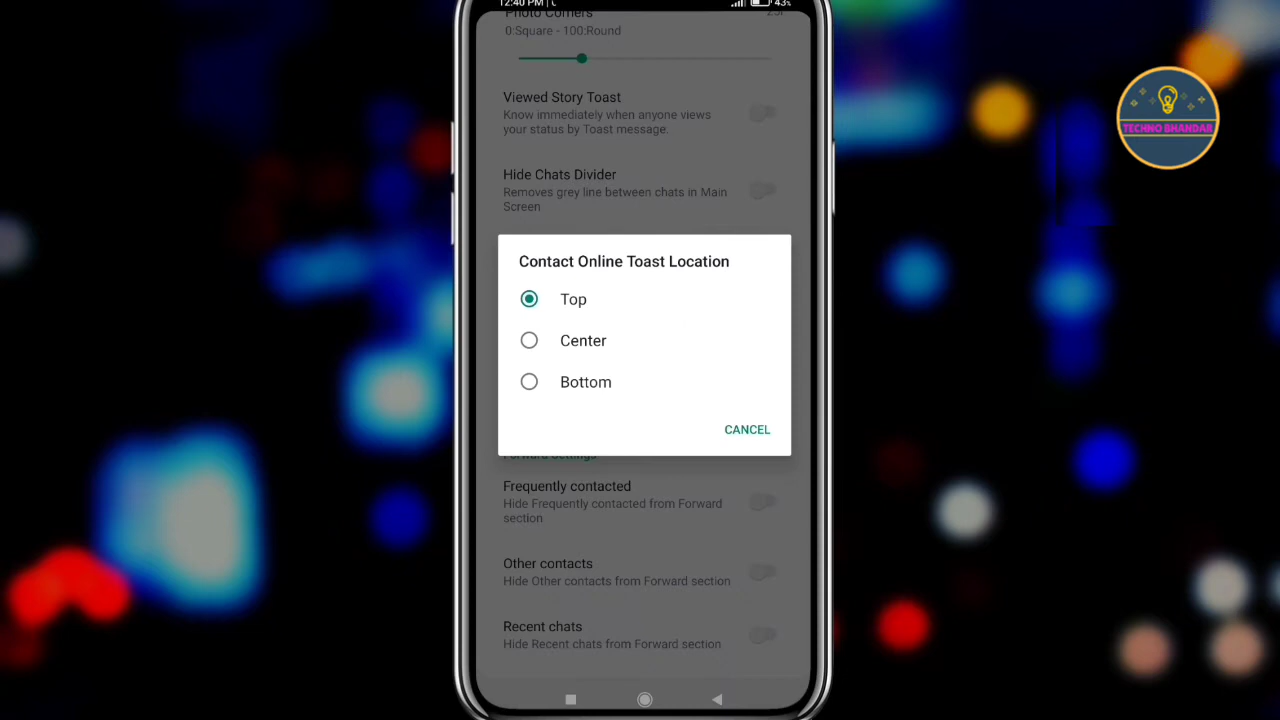 12:40 PM |
43%
Photo Corners
0:Square - 100:Round
Viewed Story Toast
Know immediately when anyone views
your status by Toast message.
Hide Chats Divider
Removes grey line between chats in Main
Screen
Contact Online Toast Location
Top
Center
Bottom
CANCEL
Forward Settings
Frequently contacted
Hide Frequently contacted from Forward
section
Other contacts
Hide Other contacts from Forward section
Recent chats
Hide Recent chats from Forward section
TECHNO BHANDAR